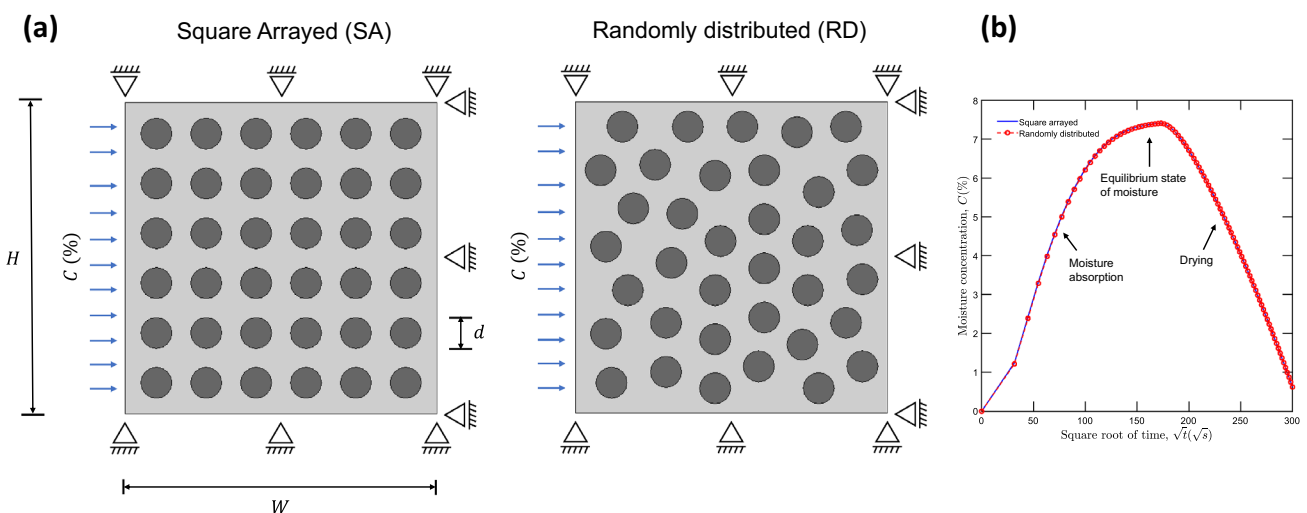 (a)
Square Arrayed (SA)
Randomly distributed (RD)
H
C (%)
d
W
C (%)
(b)
8
7
6
5
4
3
2
1
0
Moisture concentration, C(%)
Square arrayed
Randomly distributed
Equilibrium state
of moisture
Moisture
absorption
Drying
0
50
100
150
200
250
300
Square root of time, √t(√s)